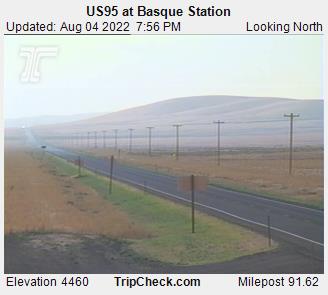 US95 at Basque Station
Updated: Aug 04 2022 7:56 PM Looking North
Elevation 4460 TripCheck.com Milepost 91.62